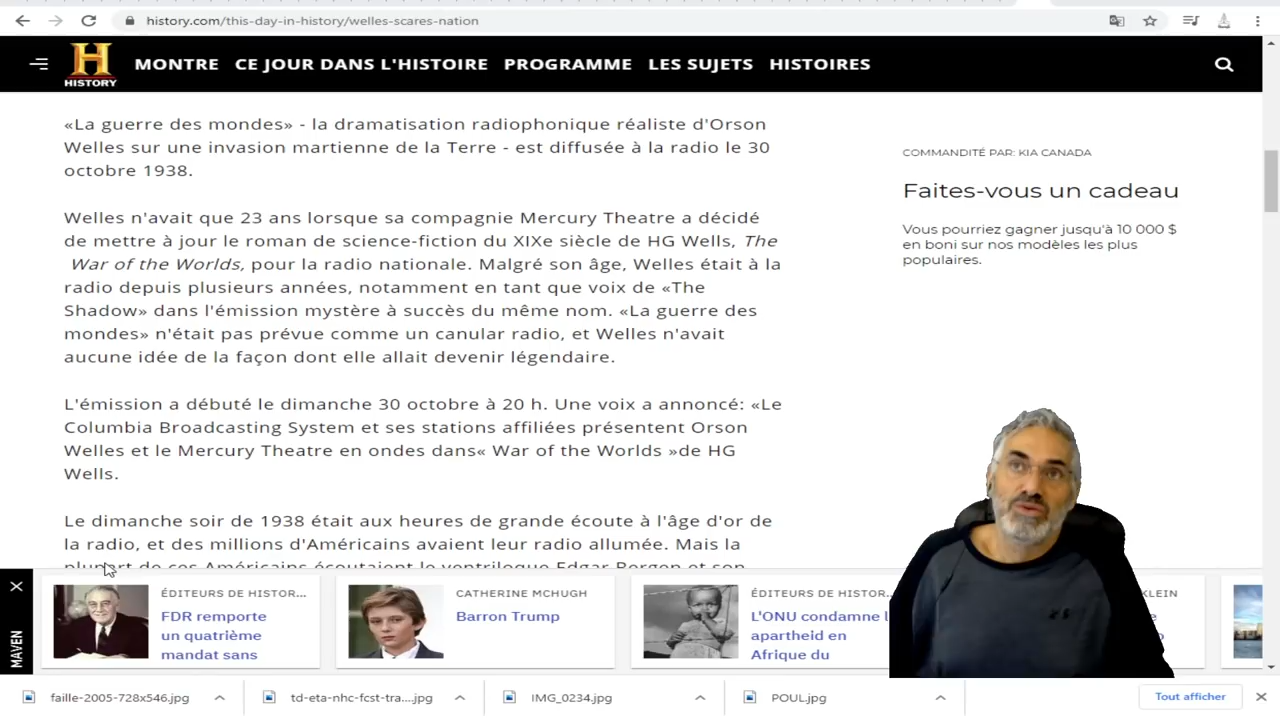 history.com/this-day-in-history/welles-scares-nation
H
HISTORY
MONTRE CE JOUR DANS L'HISTOIRE PROGRAMME LES SUJETS HISTOIRES
«La guerre des mondes» - la dramatisation radiophonique réaliste d'Orson
Welles sur une invasion martienne de la Terre - est diffusée à la radio le 30
octobre 1938.
Welles n'avait que 23 ans lorsque sa compagnie Mercury Theatre a décidé
de mettre à jour le roman de science-fiction du XIXe siècle de HG Wells, The
War of the Worlds, pour la radio nationale. Malgré son âge, Welles était à la
radio depuis plusieurs années, notamment en tant que voix de «The
Shadow» dans l'émission mystère à succès du même nom. «La guerre des
mondes» n'était pas prévue comme un canular radio, et Welles n'avait
aucune idée de la façon dont elle allait devenir légendaire.
L'émission a débuté le dimanche 30 octobre à 20 h. Une voix a annoncé: «Le
Columbia Broadcasting System et ses stations affiliées présentent Orson
Welles et le Mercury Theatre en ondes dans« War of the Worlds »de HG
Wells.
Le dimanche soir de 1938 était aux heures de grande écoute à l'âge d'or de
la radio, et des millions d'Américains avaient leur radio allumée. Mais la
plupart de ces Américains écoutaient le ventriloque Edgar Bergen et son
COMMANDITÉ PAR: KIA CANADA
Faites-vous un cadeau
Vous pourriez gagner jusqu'à 10 000 $
en boni sur nos modèles les plus
populaires.
MAVEN
ÉDITEURS DE HISTOR...
FDR remporte
un quatrième
mandat sans
CATHERINE MCHUGH
Barron Trump
ÉDITEURS DE HISTOR...
L'ONU condamne l
apartheid en
Afrique du
KLEIN
faille-2005-728x546.jpg
td-eta-nhc-fcst-tra....jpg
IMG_0234.jpg
POUL.jpg
Tout afficher